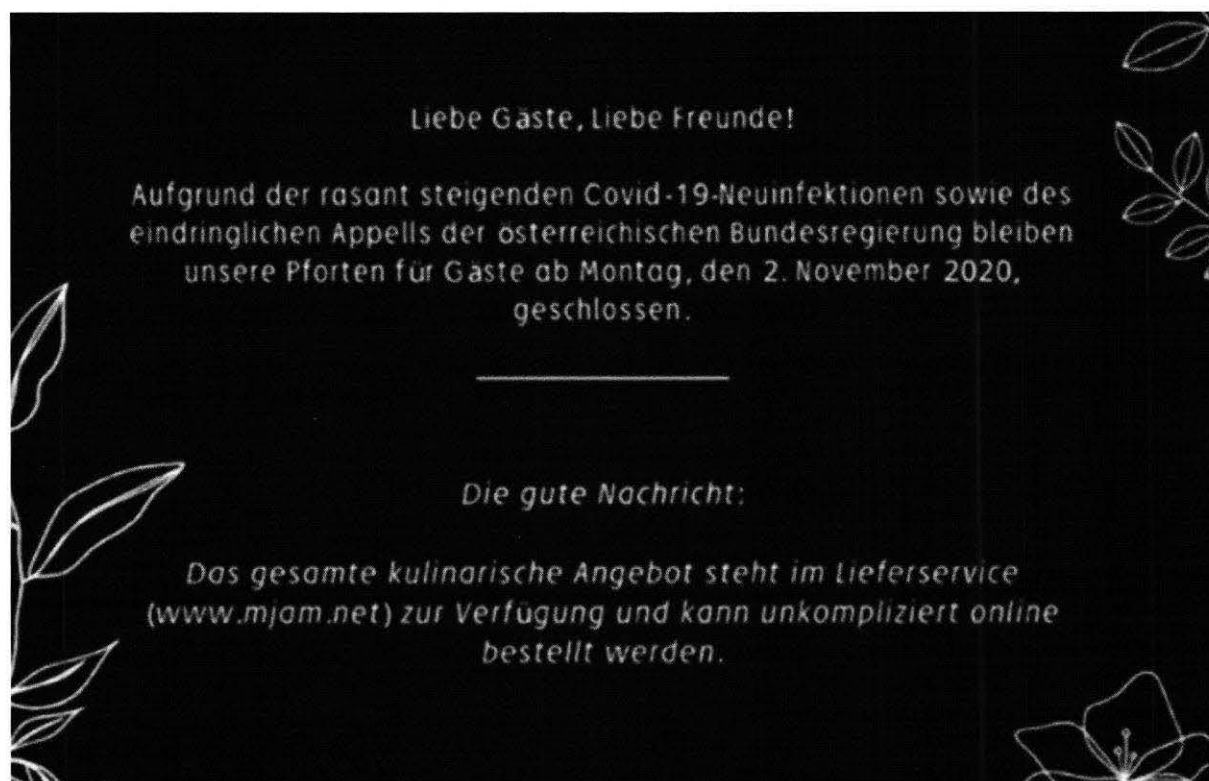 Liebe Gäste, Liebe Freunde!
Aufgrund der rasant steigenden Covid-19-Neuinfektionen sowie des
eindringlichen Appells der österreichischen Bundesregierung bleiben
unsere Pforten für Gäste ab Montag, den 2. November 2020,
geschlossen.
Die gute Nachricht:
Das gesamte kulinarische Angebot steht im Lieferservice
(www.mjam.net) zur Verfügung und kann unkompliziert online
bestellt werden.